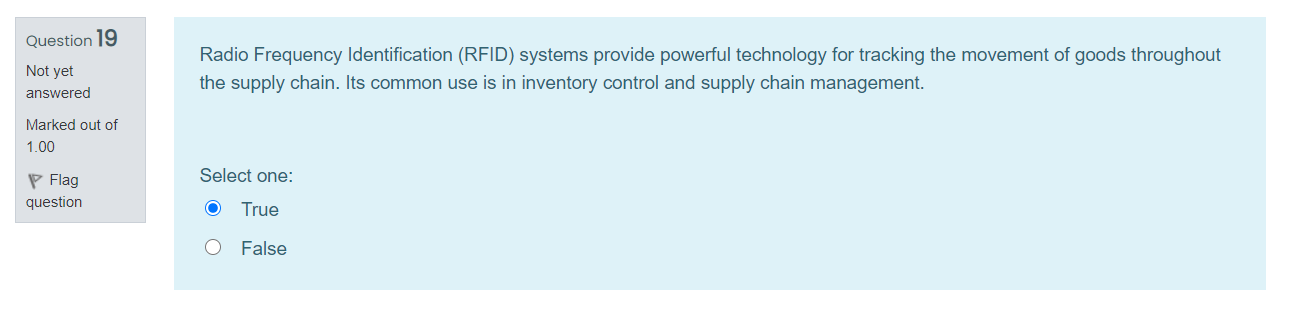 Question 19
Not yet
answered
Marked out of
1.00
Flag
question
Radio Frequency Identification (RFID) systems provide powerful technology for tracking the movement of goods throughout
the supply chain. Its common use is in inventory control and supply chain management.
Select one:
True
False